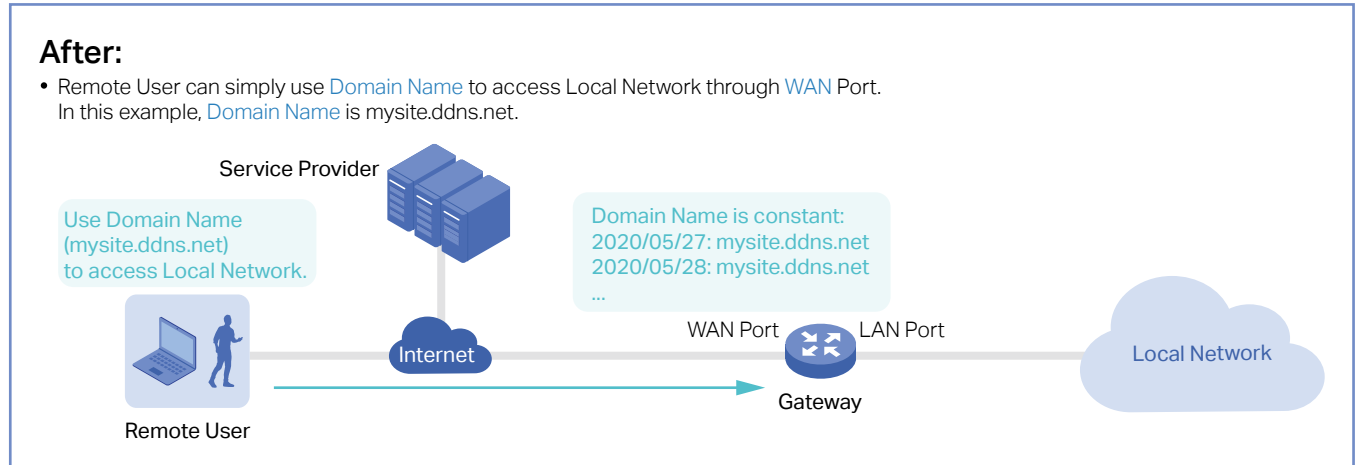 After:
• Remote User can simply use Domain Name to access Local Network through WAN Port.
In this example, Domain Name is mysite.ddns.net.
Service Provider
Use Domain Name
(mysite.ddns.net)
to access Local Network.
Domain Name is constant:
2020/05/27: mysite.ddns.net
2020/05/28: mysite.ddns.net
...
WAN Port
LAN Port
Internet
Local Network
Gateway
Remote User